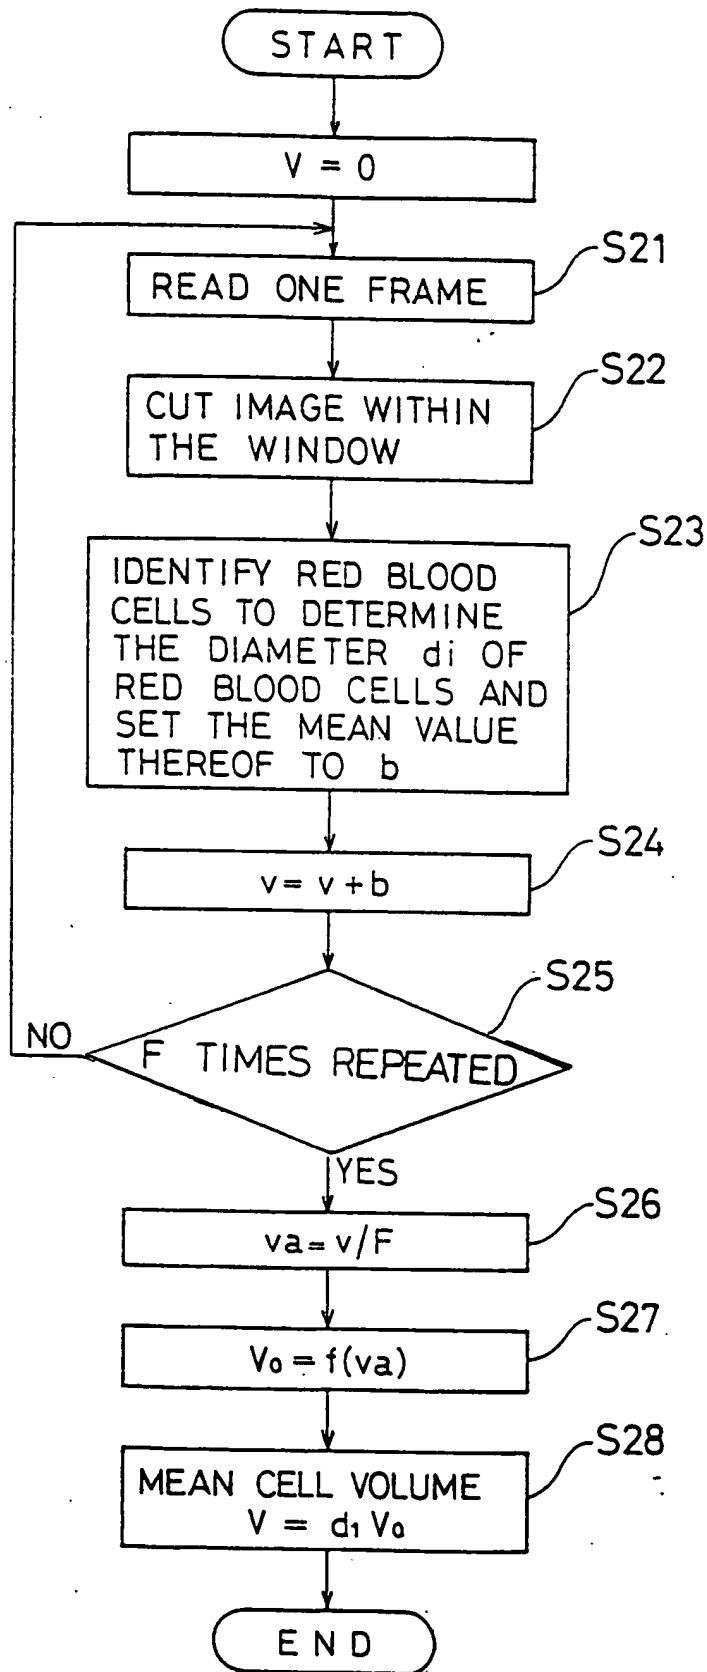 START
V = 0
S21
READ ONE FRAME
S22
CUT IMAGE WITHIN
THE WINDOW
S23
IDENTIFY RED BLOOD
CELLS TO DETERMINE
THE DIAMETER di OF
RED BLOOD CELLS AND
SET THE MEAN VALUE
THEREOF TO b
S24
v = v + b
S25
NO
F TIMES REPEATED
YES
S26
va = v/F
S27
V₀ = f(va)
S28
MEAN CELL VOLUME
V = d₁ V₀
END